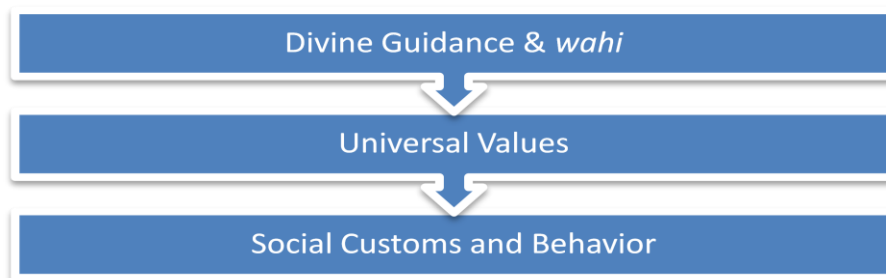 Divine Guidance & wahi
Universal Values
Social Customs and Behavior